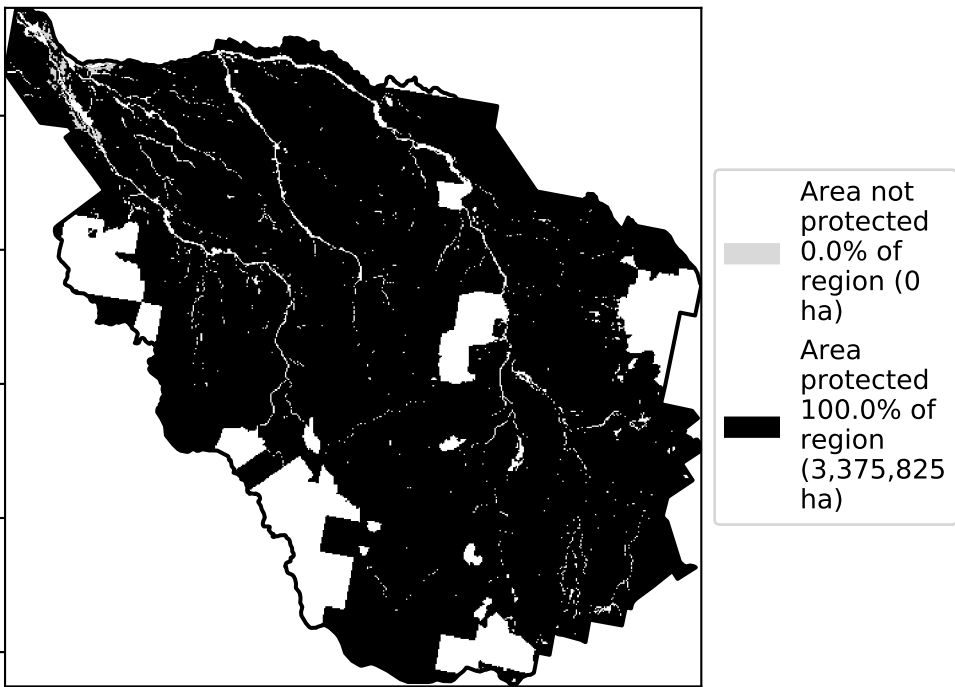 Area not
protected
0.0% of
region (0
ha)
Area
protected
100.0% of
region
(3,375,825
ha)